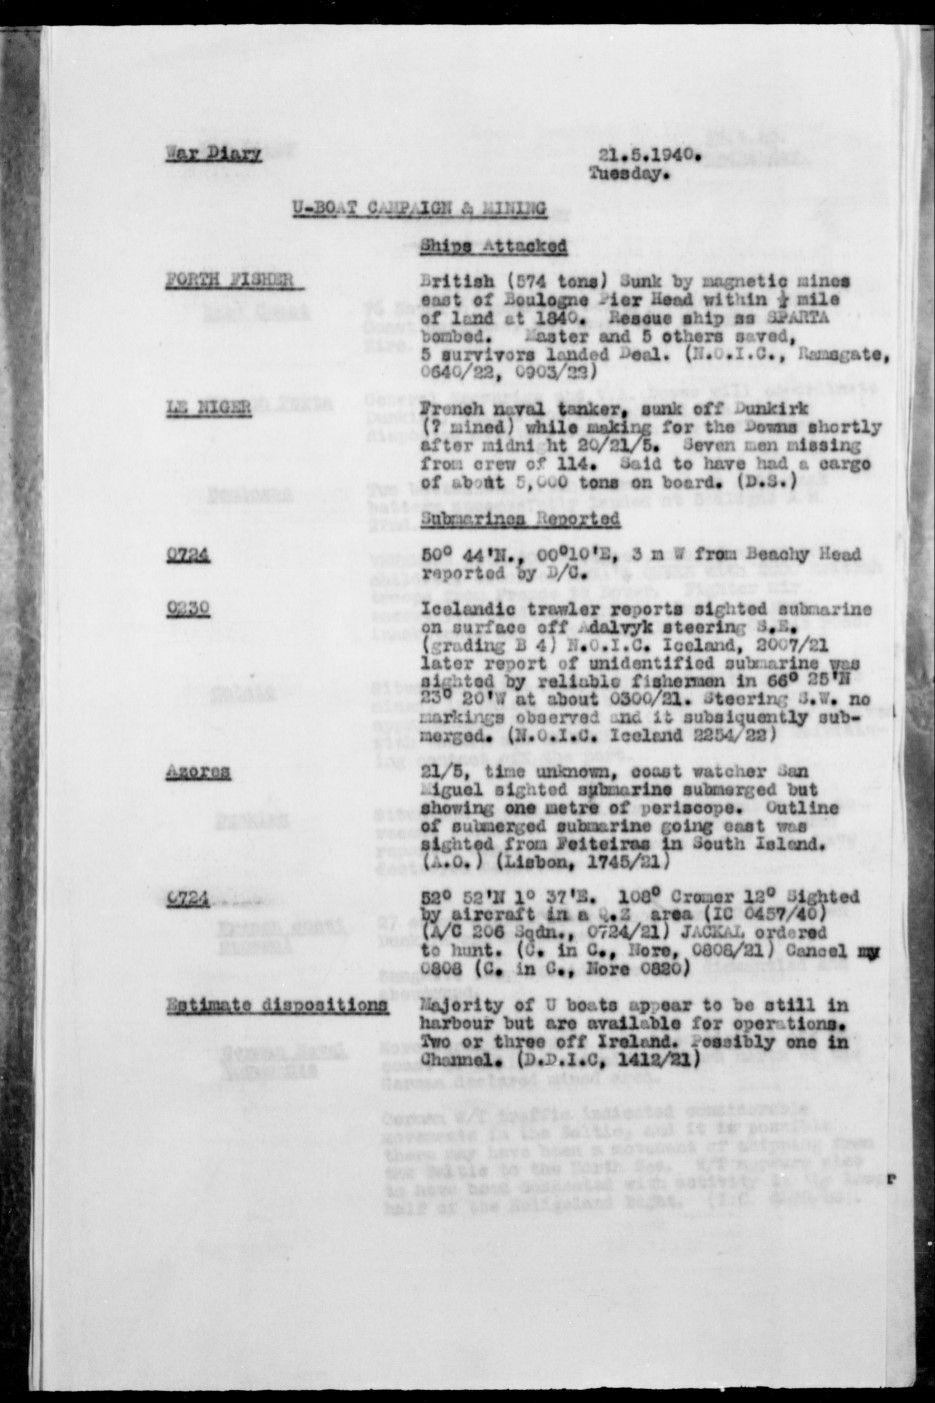 War Diary 21.5.1940.
Tuesday.
U-BOAT CAMPAIGN & MINING
Ships Attacked
FORTH FISHER British (574 tons) Sunk by magnetic mines
east of Boulogne Pier Head within mile
of land at 1840. Rescue ship ss SPARTA
bombed. Master and 5 others saved,
5 survivors landed Deal. (N.O.I.C., Ramsgate,
0640/22, 0903/22)
LE NIGER French naval tanker, sunk off Dunkirk
(? mined) while making for the Downs shortly
after midni ht 20/21/5. Seven men missing
from crew of 114. Said to have had a cargo
of about 5,000 tons on board. (D.S.)
Submarines Reported
0724 50° 44'N., 00°10'E, 3 m W from Beachy Head
reported by D/C.
0230 Icelandic trawler reports sighted submarine
on surface off Adalvyk steering S.E.
(grading B 4) N.O.I.C. Iceland, 2007/21
later report of unidentified submarine was
sighted by reliable fishermen in 66° 25'N
23° 20'W at about 0300/21. Steering S.W. no
markings observed and it subsiquently sub-
merged. (N.O.I.C. Iceland 2254/22)
Azores 21/5, time unknown, coast watcher San
Miguel sighted submarine submerged but
showing one metre of periscope. Outline
of submerged submarine going east was
sighted from Feiteiras in South Island.
(A.O.) (Lisbon, 1745/21)
0724 52° 52'N 1° 37'E. 108° Cromer 12° Sighted
by aircraft in a Q.Z area (IC 0457/40)
(A/C 206 Sqdn., 0724/21) JACKAL ordered
to hunt. (C. in C., Nore, 0808/21) Cancel my
0808 (C. in C., Nore 0820)
Estimate dispositions Majority of U boats appear to be still in
harbour but are available for operations.
Two or three off Ireland. Possibly one in
Channel. (D.D.I.C, 1412/21)